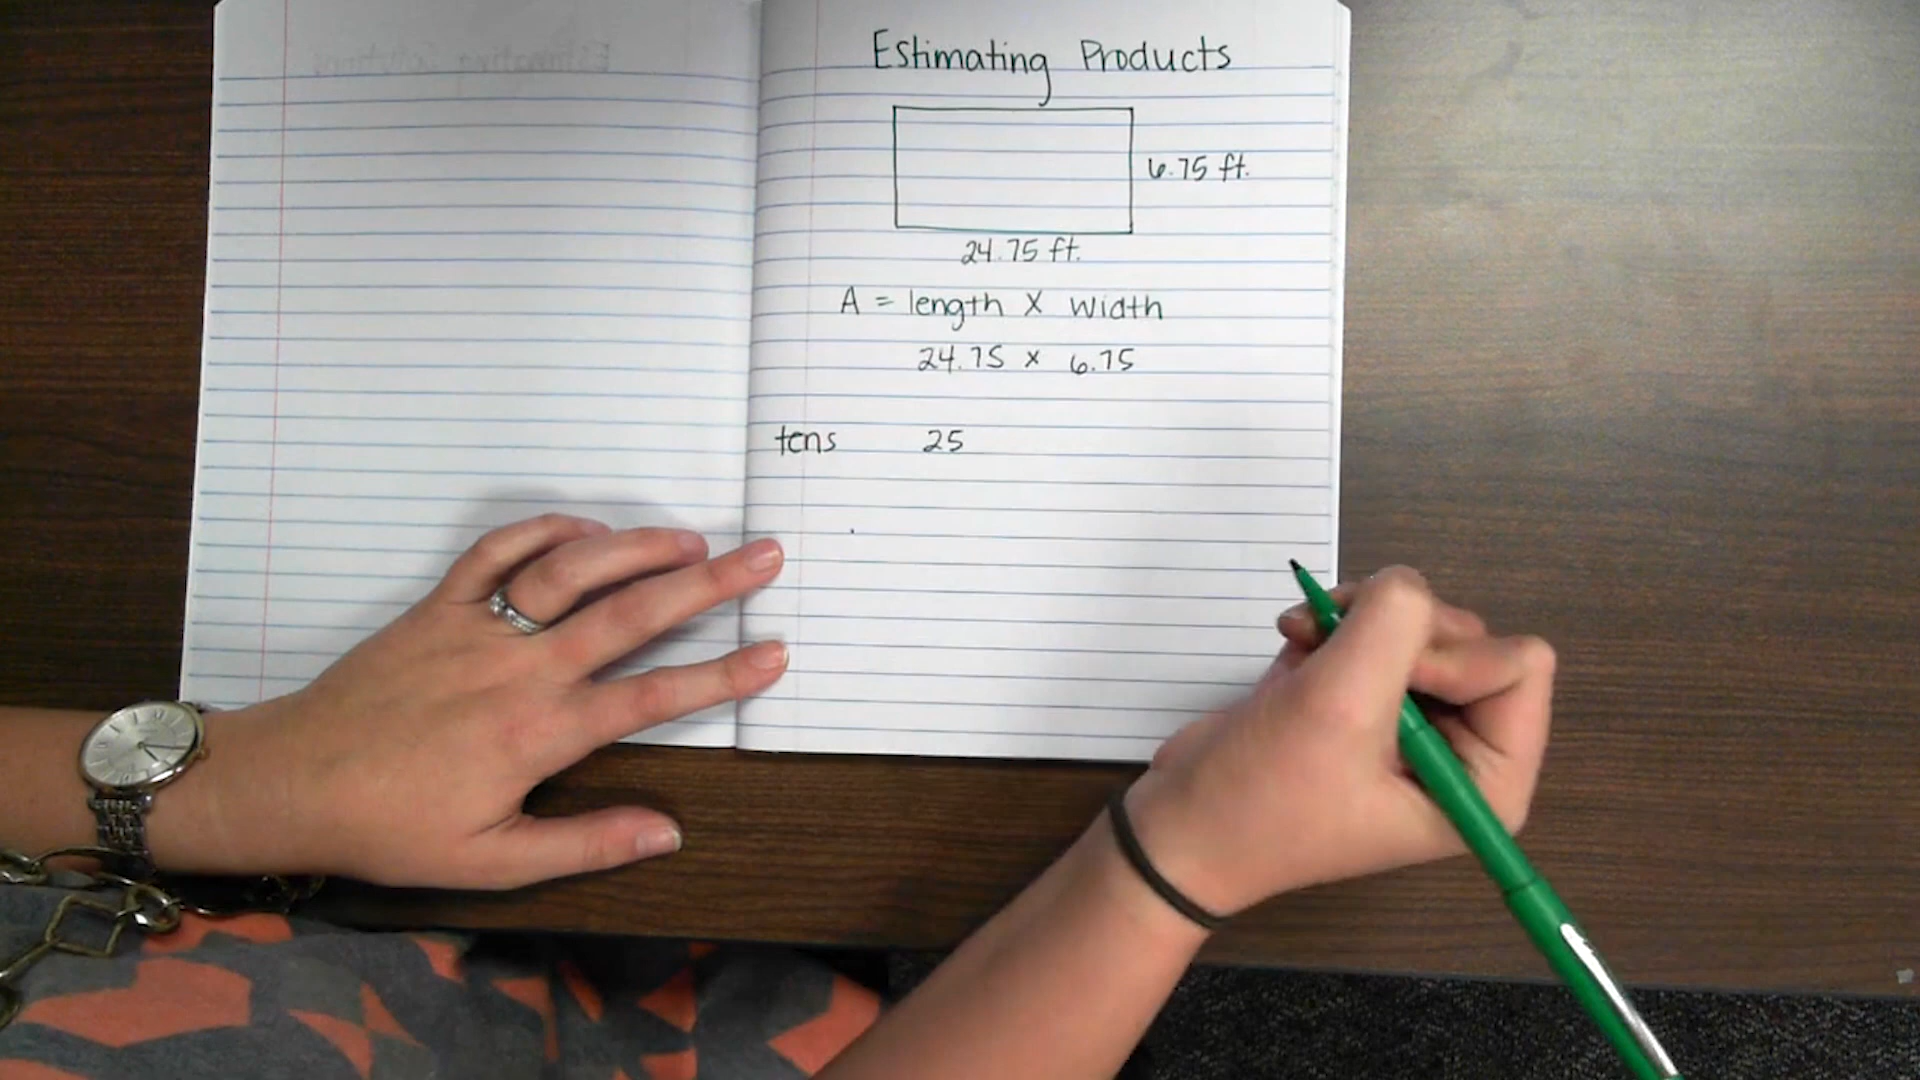 Estimating Products
6.75 ft.
24.75 ft.
A = length X width
24.75 x 6.75
tens 25